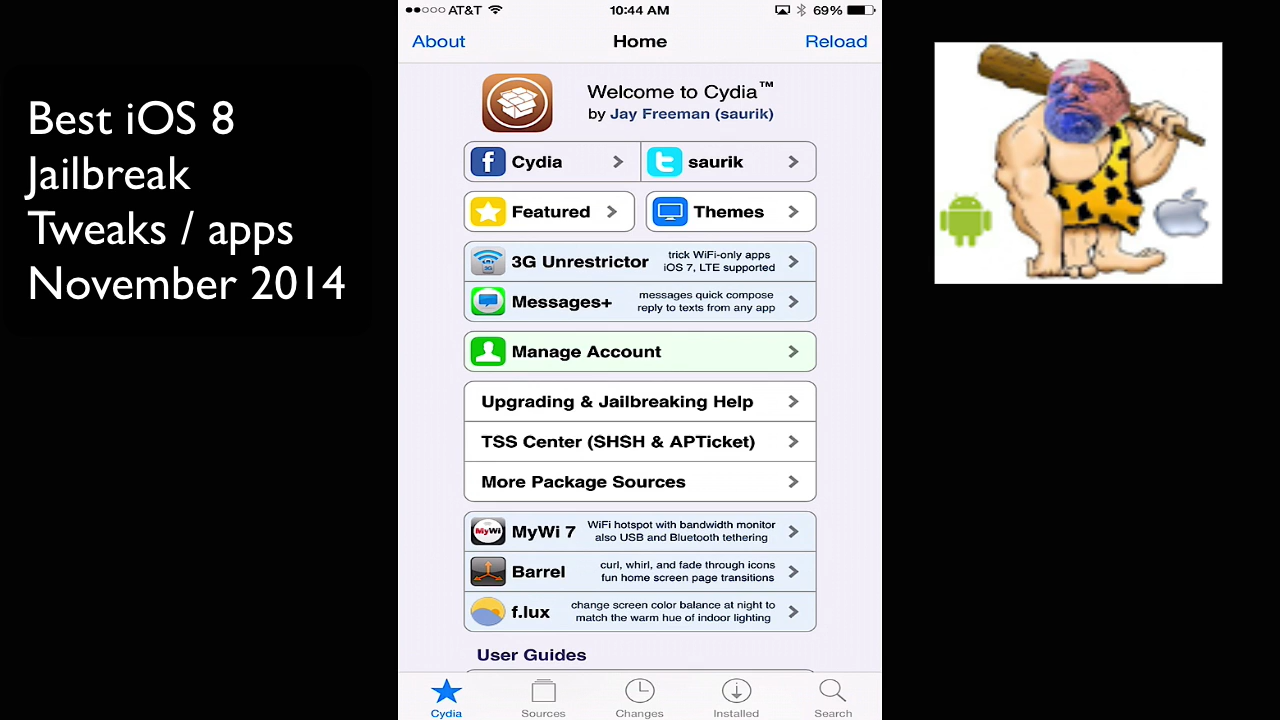 Best iOS 8
Jailbreak
Tweaks / apps
November 2014
AT&T 10:44 AM 69%
About Home Reload
Welcome to Cydia™
by Jay Freeman (saurik)
Cydia saurik
Featured Themes
3G Unrestrictor trick WiFi-only apps
iOS 7, LTE supported
Messages+ messages quick compose
reply to texts from any app
Manage Account
Upgrading & Jailbreaking Help
TSS Center (SHSH & APTicket)
More Package Sources
MyWi MyWi 7 WiFi hotspot with bandwidth monitor
also USB and Bluetooth tethering
Barrel curl, whirl, and fade through icons
fun home screen page transitions
f.lux change screen color balance at night to
match the warm hue of indoor lighting
User Guides
Cydia Sources Changes Installed Search